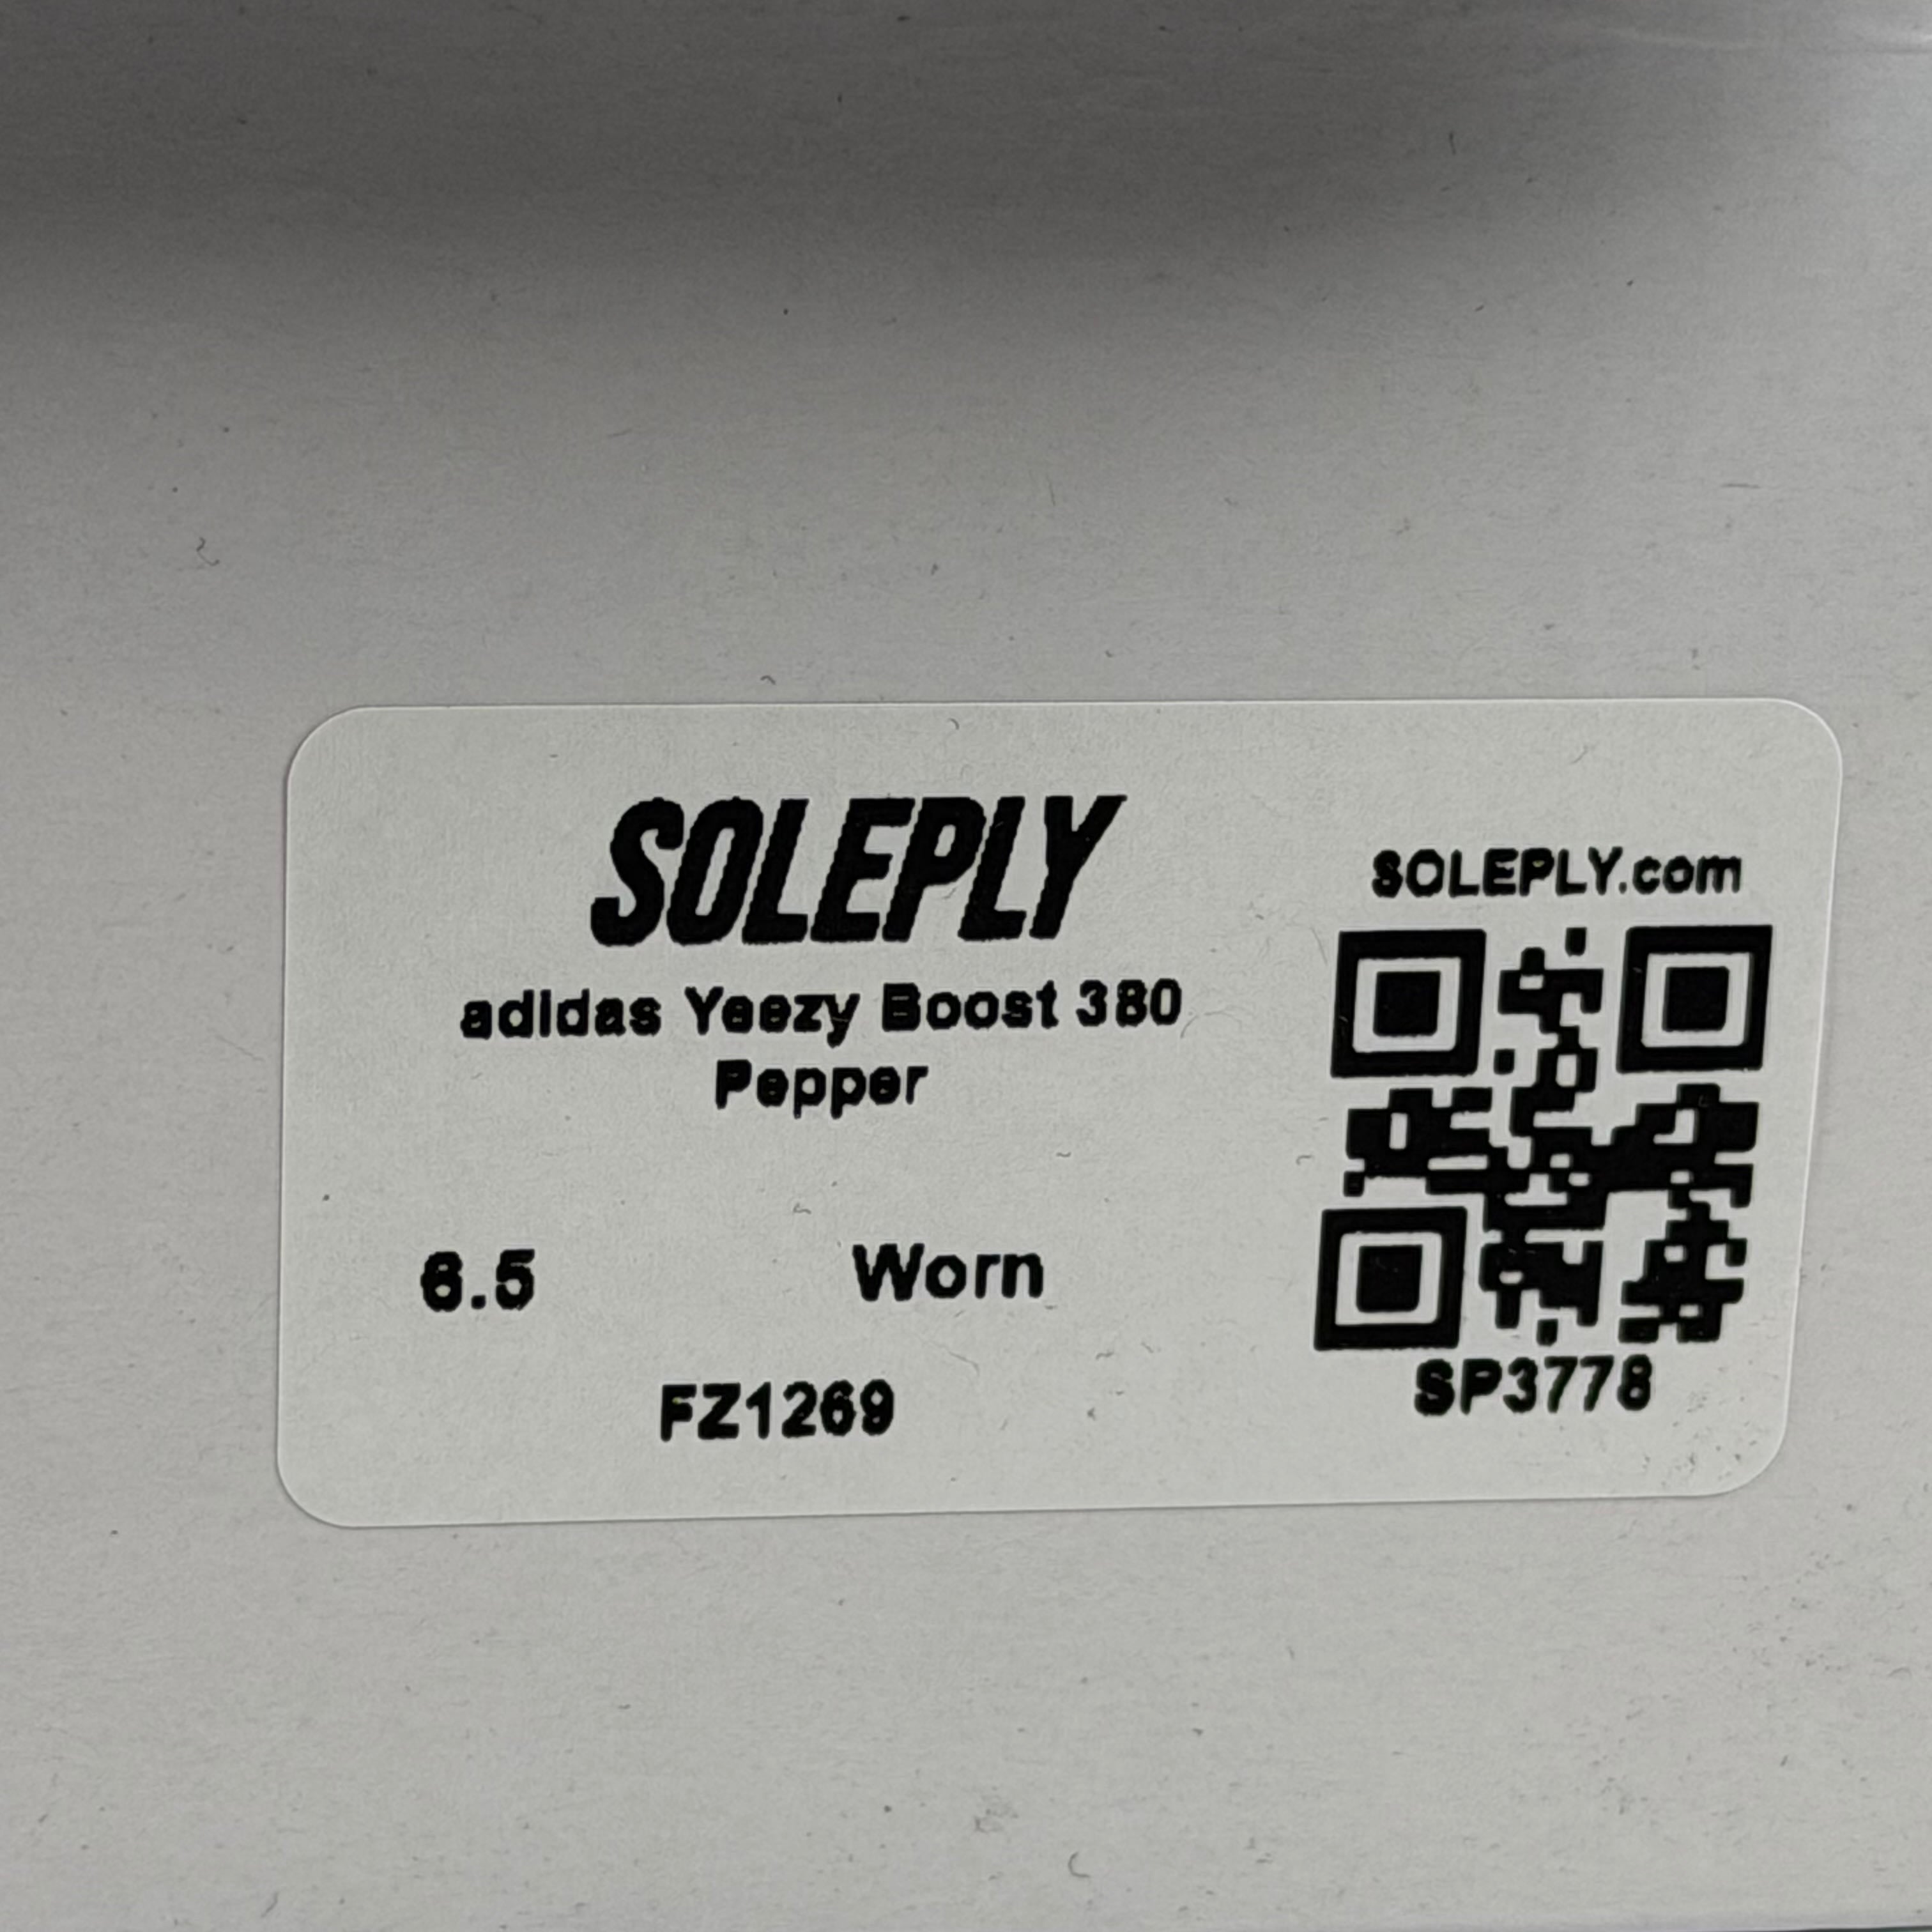 SOLEPLY
adidas Yeezy Boost 380
Pepper
6.5 Worn
FZ1269
SOLEPLY.com
SP3778